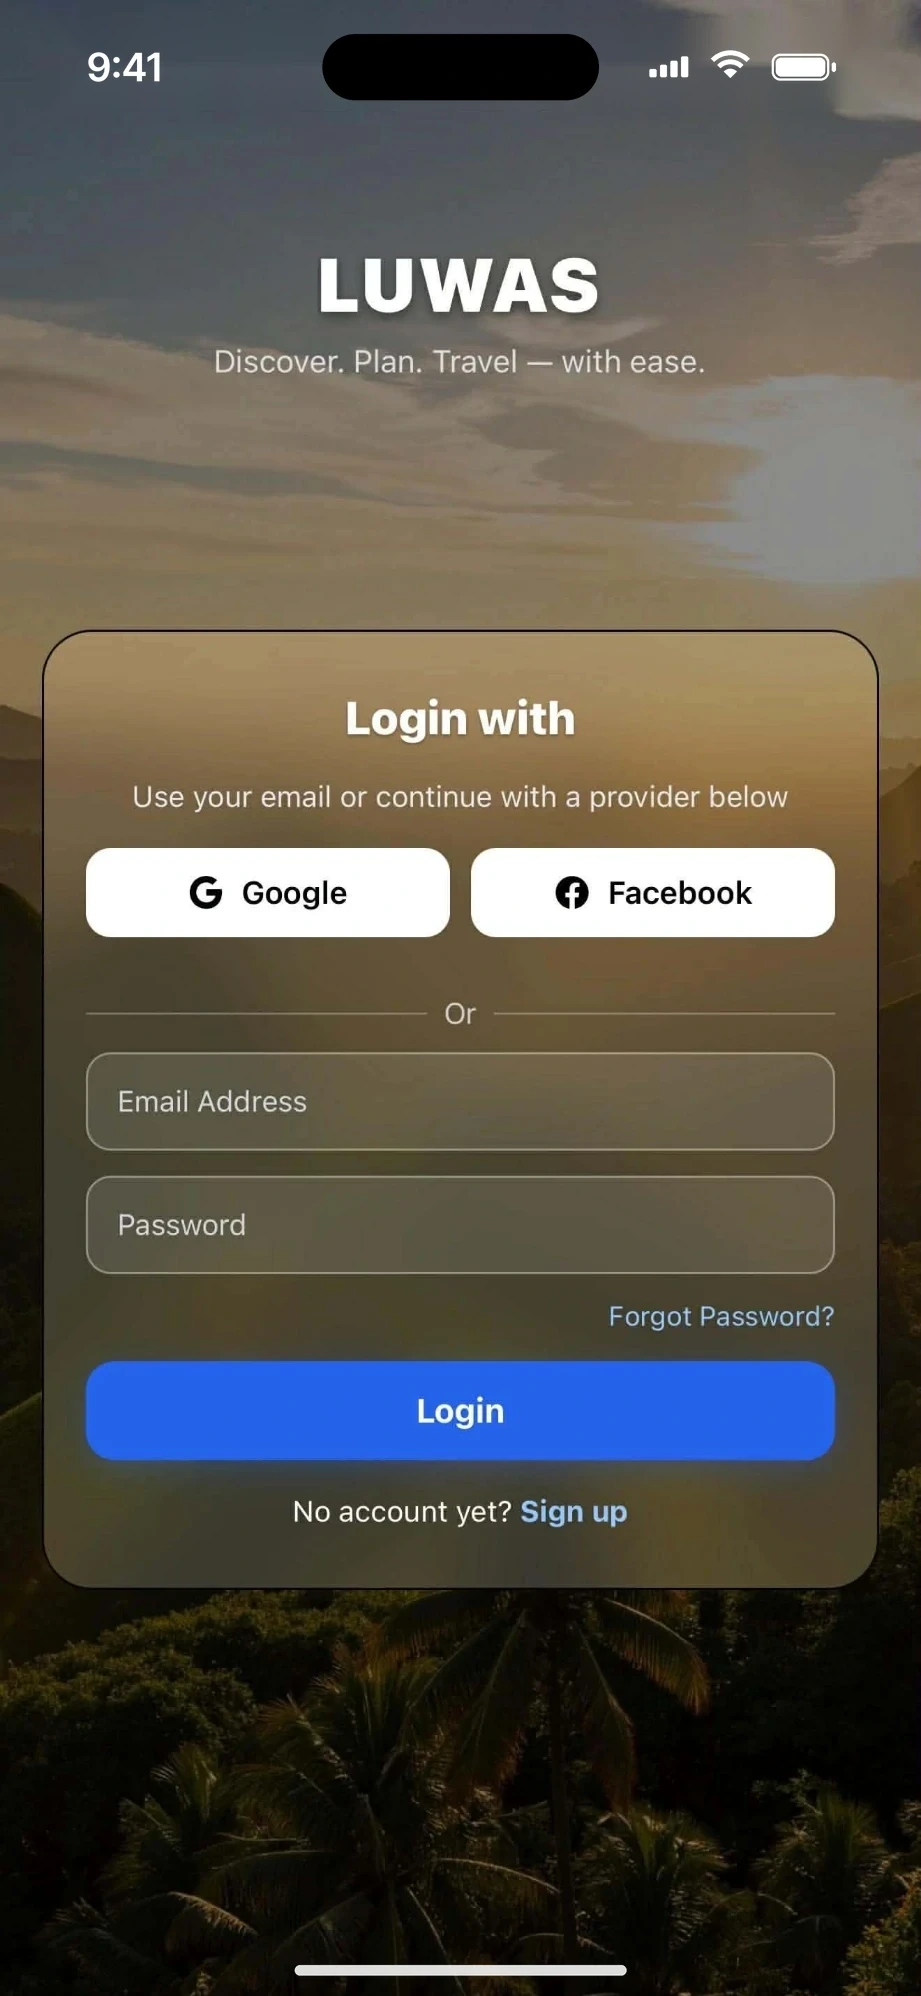 9:41
LUWAS
Discover. Plan. Travel — with ease.
Login with
Use your email or continue with a provider below
Google
Facebook
Or
Email Address
Password
Forgot Password?
Login
No account yet? Sign up